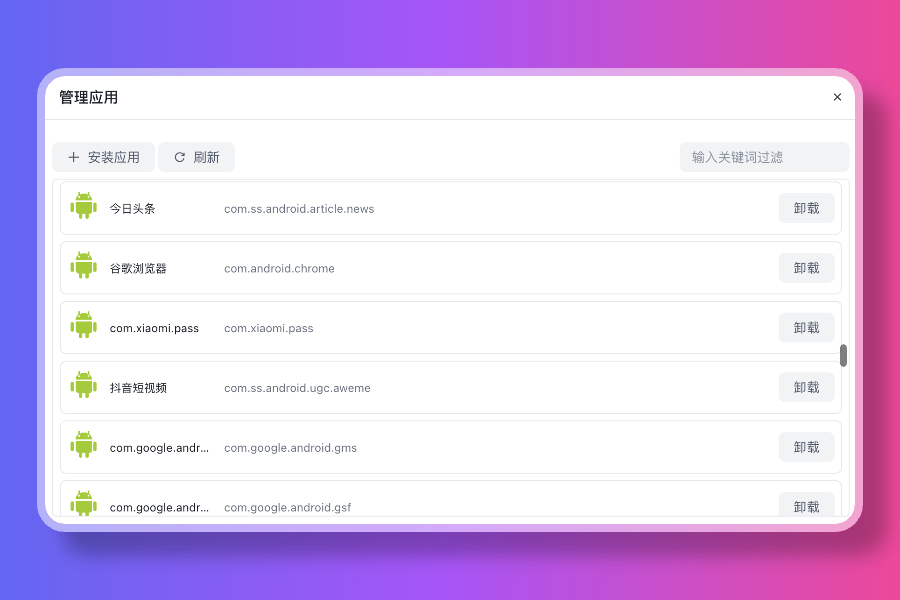 管理应用
安装应用 刷新 输入关键词过滤
今日头条 com.ss.android.article.news 卸载
谷歌浏览器 com.android.chrome 卸载
com.xiaomi.pass com.xiaomi.pass 卸载
抖音短视频 com.ss.android.ugc.aweme 卸载
com.google.andr... com.google.android.gms 卸载
com.google.andr... com.google.android.gsf 卸载